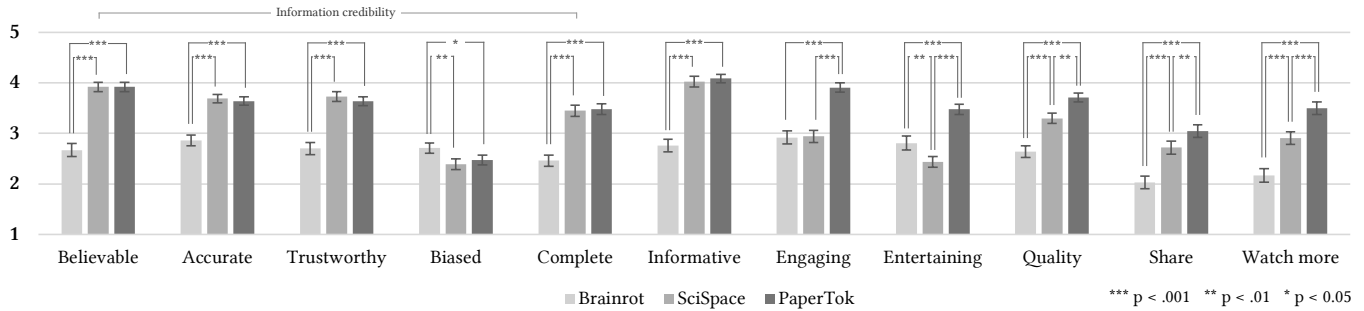 Information credibility
5
4
3
2
1
*** *** *** * *** *** *** *** *** *** ***
*** *** *** ** *** *** *** ** *** *** ** *** ** *** ***
Believable Accurate Trustworthy Biased Complete Informative Engaging Entertaining Quality Share Watch more
Brainrot SciSpace PaperTok
*** p < .001 ** p < .01 * p < 0.05